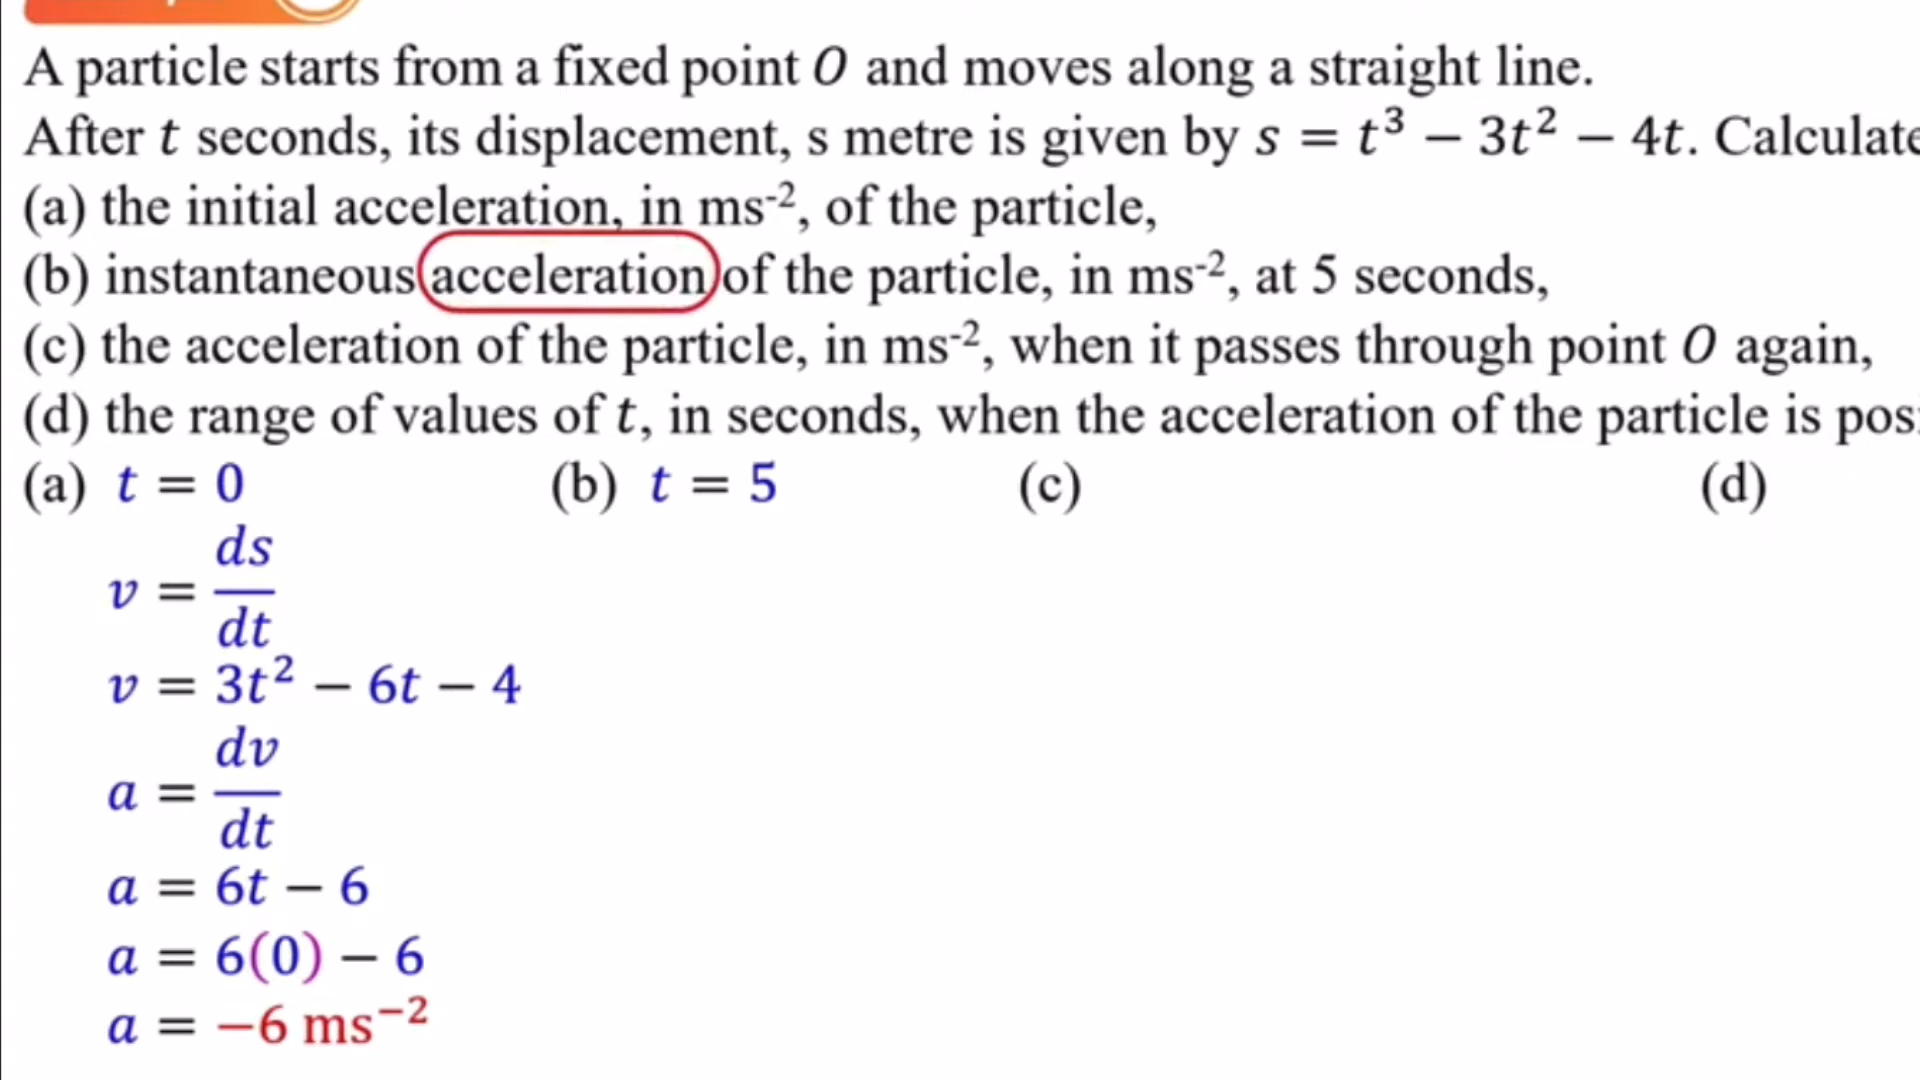 A particle starts from a fixed point O and moves along a straight line.
After t seconds, its displacement, s metre is given by s = t³ − 3t² − 4t. Calculate
(a) the initial acceleration, in ms⁻², of the particle,
(b) instantaneous acceleration of the particle, in ms⁻², at 5 seconds,
(c) the acceleration of the particle, in ms⁻², when it passes through point O again,
(d) the range of values of t, in seconds, when the acceleration of the particle is pos
(a) t = 0 (b) t = 5 (c) (d)
v = ds/dt
v = 3t² − 6t − 4
a = dv/dt
a = 6t − 6
a = 6(0) − 6
a = −6 ms⁻²